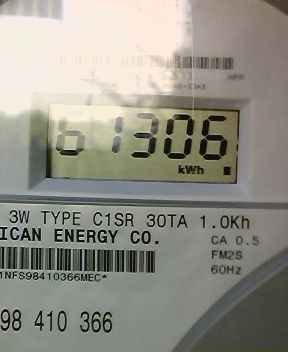 61306
kWh
3W TYPE C1SR 30TA 1.0Kh
ICAN ENERGY CO.
CA 0.5
FM2S
60Hz
1NFS98410366MEC*
98 410 366